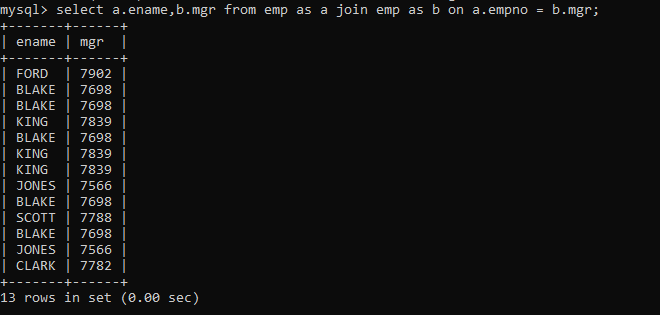 mysql> select a.ename,b.mgr from emp as a join emp as b on a.empno = b.mgr;
+-------+------+
| ename | mgr  |
+-------+------+
| FORD  | 7902 |
| BLAKE | 7698 |
| BLAKE | 7698 |
| KING  | 7839 |
| BLAKE | 7698 |
| KING  | 7839 |
| KING  | 7839 |
| JONES | 7566 |
| BLAKE | 7698 |
| SCOTT | 7788 |
| BLAKE | 7698 |
| JONES | 7566 |
| CLARK | 7782 |
+-------+------+
13 rows in set (0.00 sec)